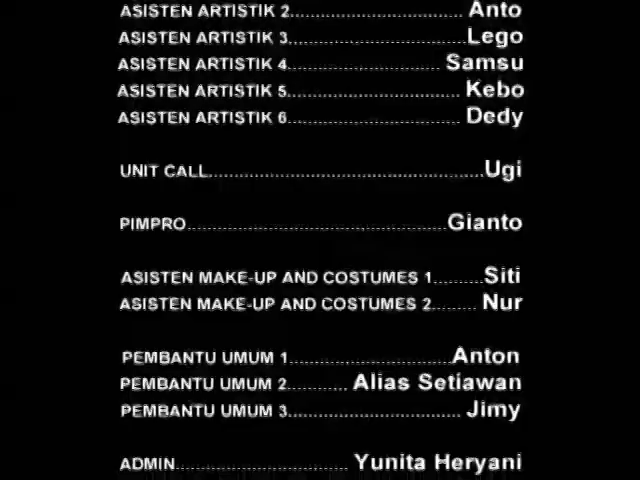 ASISTEN ARTISTIK 2.............................. Anto
ASISTEN ARTISTIK 3..............................Lego
ASISTEN ARTISTIK 4.......................... Samsu
ASISTEN ARTISTIK 5.............................. Kebo
ASISTEN ARTISTIK 6.............................. Dedy
UNIT CALL..............................................Ugi
PIMPRO...........................................Gianto
ASISTEN MAKE-UP AND COSTUMES 1.........Siti
ASISTEN MAKE-UP AND COSTUMES 2........ Nur
PEMBANTU UMUM 1...........................Anton
PEMBANTU UMUM 2........... Alias Setiawan
PEMBANTU UMUM 3.............................. Jimy
ADMIN.............................. Yunita Heryani